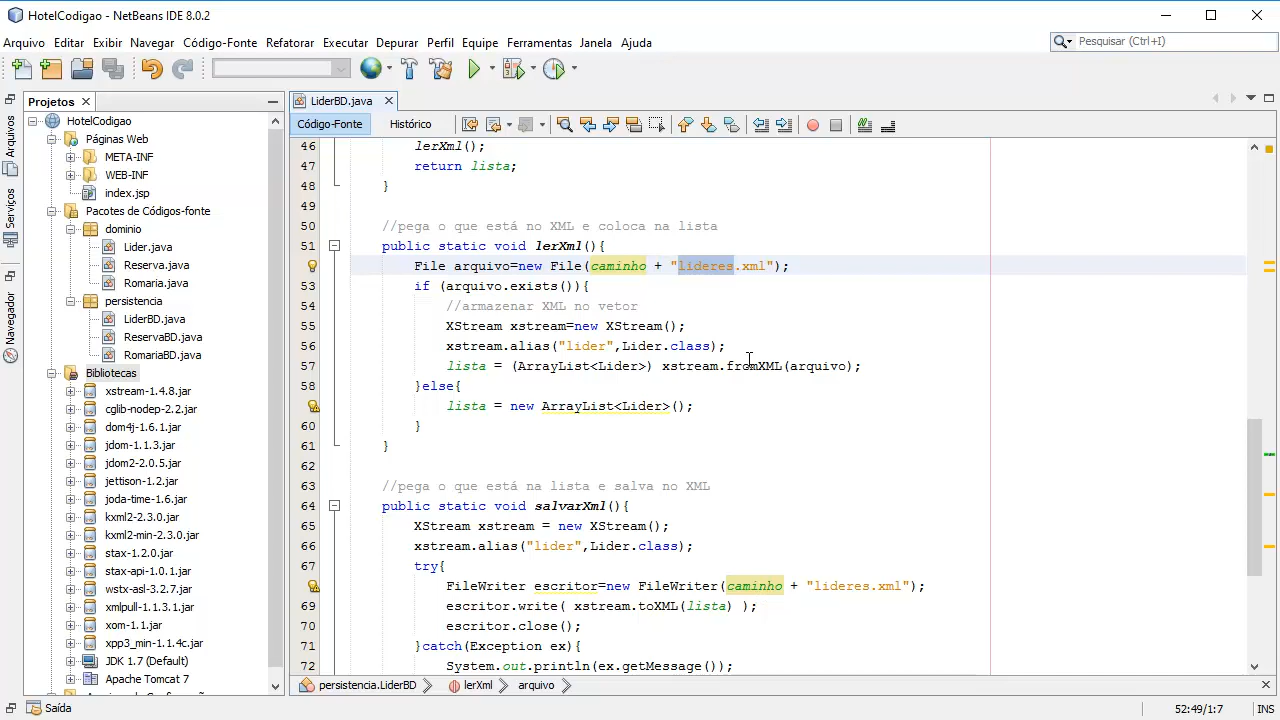 HotelCodigao - NetBeans IDE 8.0.2
Arquivo Editar Exibir Navegar Código-Fonte Refatorar Executar Depurar Perfil Equipe Ferramentas Janela Ajuda
Pesquisar (Ctrl+I)
Arquivos
Serviços
Navegador
Projetos
HotelCodigao
Páginas Web
META-INF
WEB-INF
index.jsp
Pacotes de Códigos-fonte
dominio
Lider.java
Reserva.java
Romaria.java
persistencia
LiderBD.java
ReservaBD.java
RomariaBD.java
Bibliotecas
xstream-1.4.8.jar
cglib-nodep-2.2.jar
dom4j-1.6.1.jar
jdom-1.1.3.jar
jdom2-2.0.5.jar
jettison-1.2.jar
joda-time-1.6.jar
kxml2-2.3.0.jar
kxml2-min-2.3.0.jar
stax-1.2.0.jar
stax-api-1.0.1.jar
wstx-asl-3.2.7.jar
xmlpull-1.1.3.1.jar
xom-1.1.jar
xpp3_min-1.1.4c.jar
JDK 1.7 (Default)
Apache Tomcat 7
LiderBD.java
Código-Fonte Histórico
46 lerXml();
47 return lista;
48 }
49
50 //pega o que está no XML e coloca na lista
51 public static void lerXml(){
File arquivo=new File(caminho + "lideres.xml");
53 if (arquivo.exists()){
54 //armazenar XML no vetor
55 XStream xstream=new XStream();
56 xstream.alias("lider",Lider.class);
57 lista = (ArrayList<Lider>) xstream.fromXML(arquivo);
58 }else{
lista = new ArrayList<Lider>();
60 }
61 }
62
63 //pega o que está na lista e salva no XML
64 public static void salvarXml(){
65 XStream xstream = new XStream();
66 xstream.alias("lider",Lider.class);
67 try{
FileWriter escritor=new FileWriter(caminho + "lideres.xml");
69 escritor.write( xstream.toXML(lista) );
70 escritor.close();
71 }catch(Exception ex){
72 System.out.println(ex.getMessage());
persistencia.LiderBD lerXml arquivo
Saída
52:49/1:7 INS